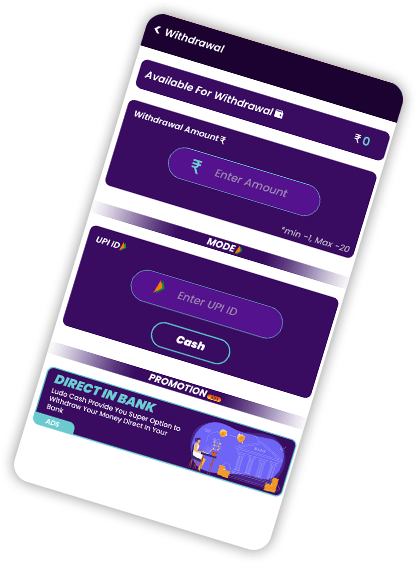 Withdrawal
Available For Withdrawal
₹ 0
Withdrawal Amount ₹
₹ Enter Amount
*min -1, Max -20
MODE
UPI ID
Enter UPI ID
Cash
PROMOTION
DIRECT IN BANK
Ludo Cash Provide You Super Option to
Withdraw Your Money Direct In Your
Bank
ADS
BANK